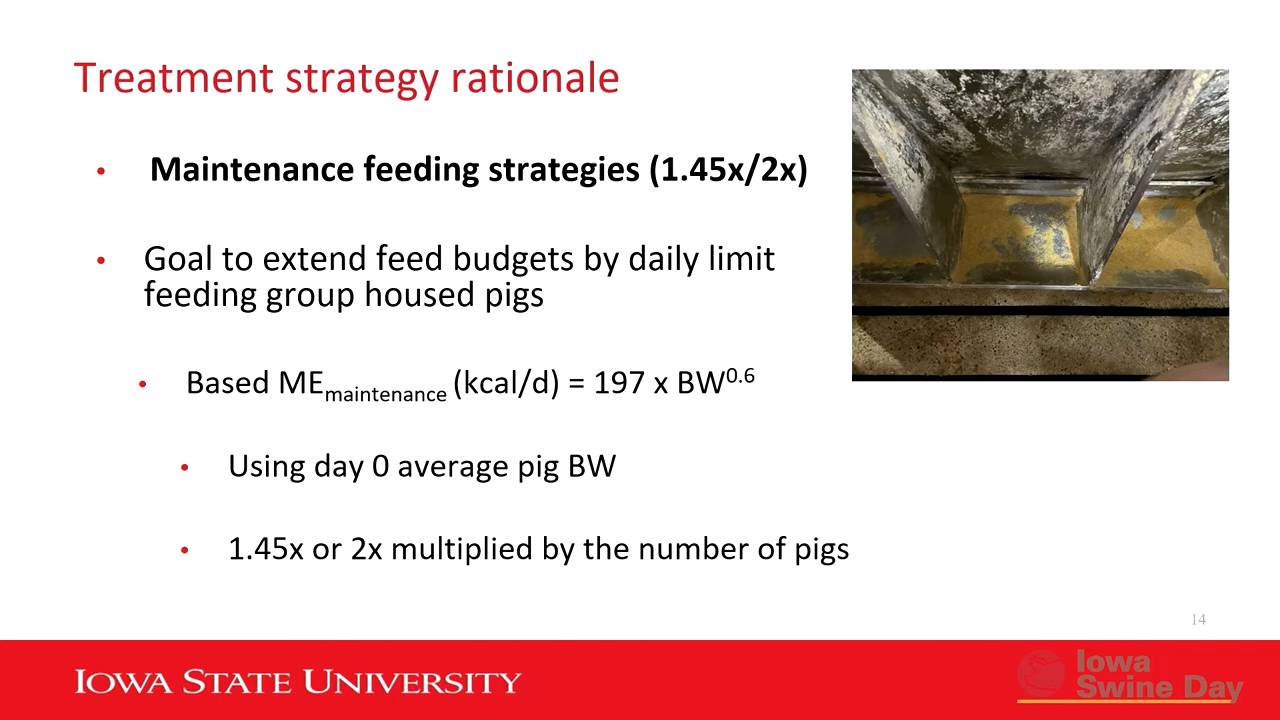 Treatment strategy rationale
• Maintenance feeding strategies (1.45x/2x)
• Goal to extend feed budgets by daily limit
feeding group housed pigs
• Based MEmaintenance (kcal/d) = 197 x BW0.6
• Using day 0 average pig BW
• 1.45x or 2x multiplied by the number of pigs
14
IOWA STATE UNIVERSITY
Iowa
Swine Day